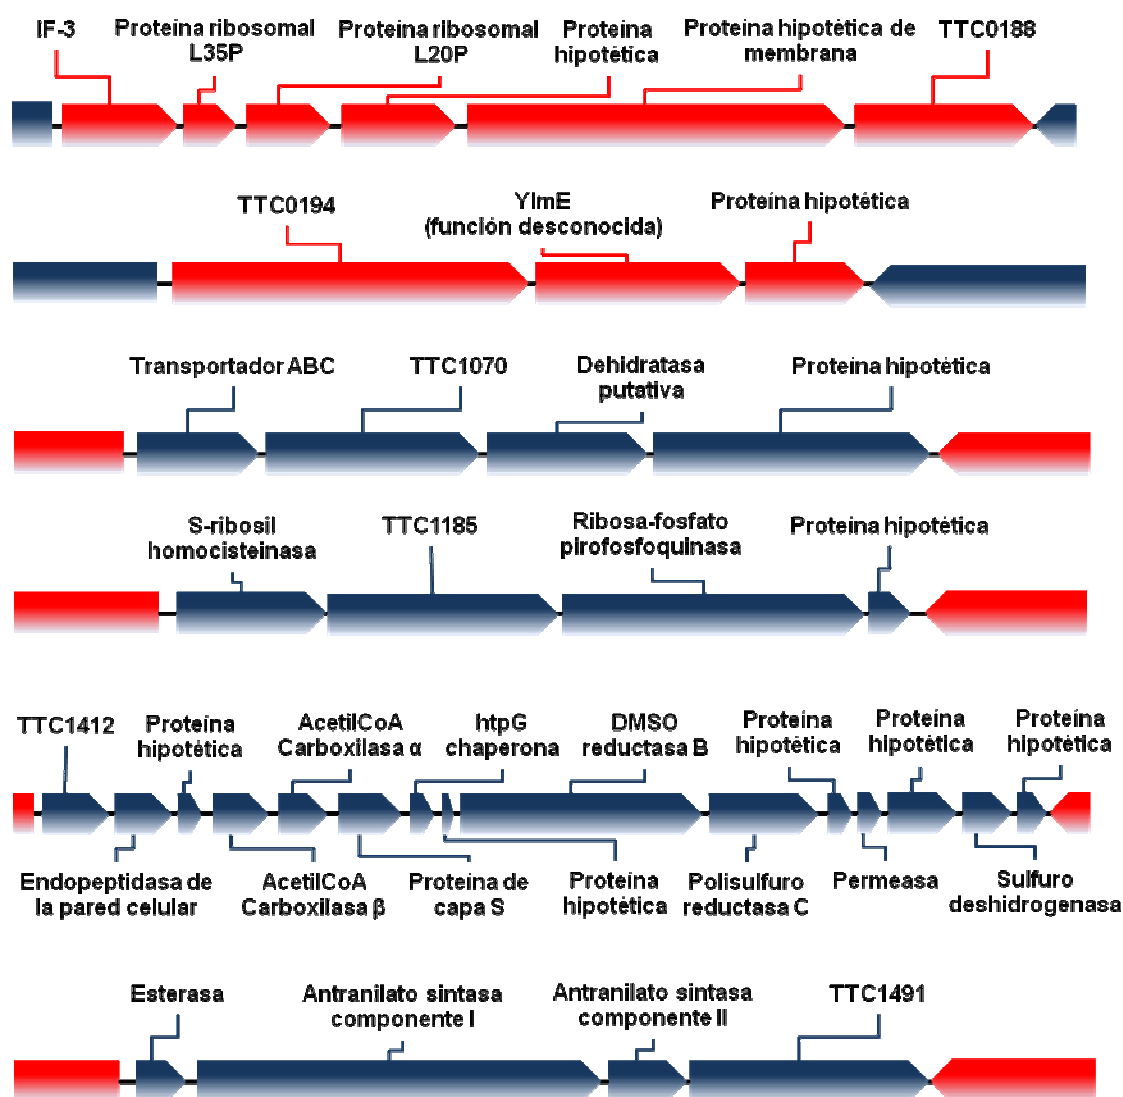 IF-3
Proteína ribosomal
L35P
Proteína ribosomal
L20P
Proteína
hipotética
Proteína hipotética de
membrana
TTC0188
TTC0194
YlmE
(función desconocida)
Proteína hipotética
Transportador ABC
TTC1070
Dehidratasa
putativa
Proteína hipotética
S-ribosil
homocisteinasa
TTC1185
Ribosa-fosfato
pirofosfoquinasa
Proteína hipotética
TTC1412
Proteína
hipotética
AcetilCoA
Carboxilasa α
htpG
chaperona
DMSO
reductasa B
Proteína
hipotética
Proteína
hipotética
Proteína
hipotética
Endopeptidasa de
la pared celular
AcetilCoA
Carboxilasa β
Proteína de
capa S
Proteína
hipotética
Polisulfuro
reductasa C
Permeasa
Sulfuro
deshidrogenasa
Esterasa
Antranilato sintasa
componente I
Antranilato sintasa
componente II
TTC1491